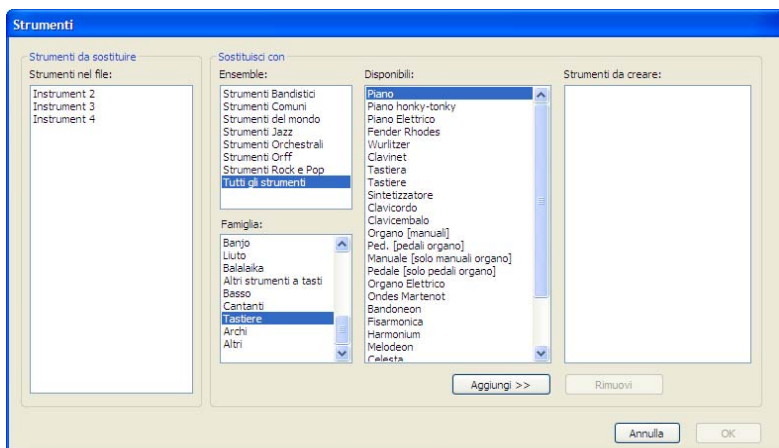 Strumenti
Strumenti da sostituire
Strumenti nel file:
Instrument 2
Instrument 3
Instrument 4
Sostituisci con
Ensemble:
Strumenti Bandistici
Strumenti Comuni
Strumenti del mondo
Strumenti Jazz
Strumenti Orchestrali
Strumenti Orff
Strumenti Rock e Pop
Tutti gli strumenti
Famiglia:
Banjo
Liuto
Balalaika
Altri strumenti a tasti
Basso
Cantanti
Tastiere
Archi
Altri
Disponibili:
Piano
Piano honky-tonky
Piano Elettrico
Fender Rhodes
Wurlitzer
Clavinet
Tastiera
Tastiere
Sintetizzatore
Clavicordo
Clavicembalo
Organo [manuali]
Ped. [pedali organo]
Manuale [solo manuali organo]
Pedale [solo pedali organo]
Organo Elettrico
Ondes Martenot
Bandoneon
Fisarmonica
Harmonium
Melodeon
Celesta
Strumenti da creare:
Aggiungi >>
Rimuovi
Annulla
OK